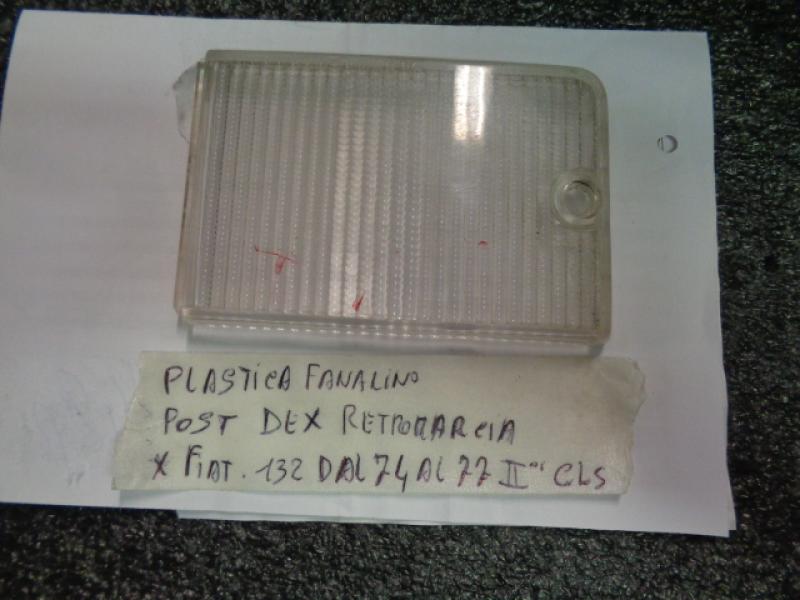 PLASTICA FANALINO
POST DEX RETROMARCIA
X FIAT. 132 DAL 74 AL 77 II"" CLS